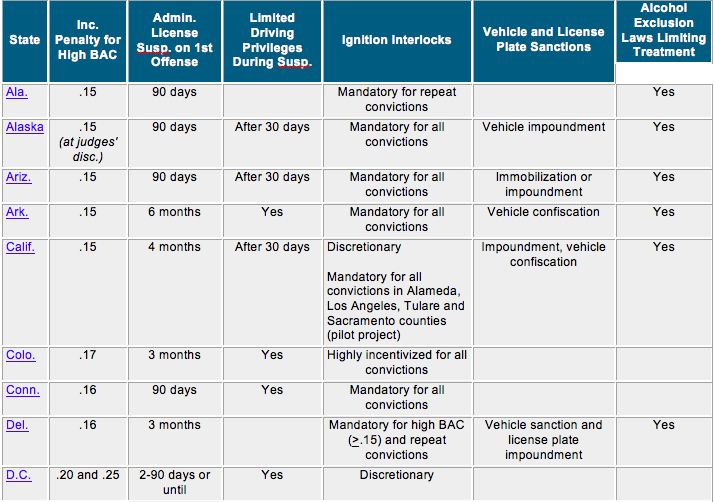 State
Inc.
Penalty for
High BAC
Admin.
License
Susp. on 1st
Offense
Limited
Driving
Privileges
During Susp.
Ignition Interlocks
Vehicle and License
Plate Sanctions
Alcohol
Exclusion
Laws Limiting
Treatment
Ala.
.15
90 days
Mandatory for repeat
convictions
Yes
Alaska
.15
(at judges'
disc.)
90 days
After 30 days
Mandatory for all
convictions
Vehicle impoundment
Yes
Ariz.
.15
90 days
After 30 days
Mandatory for all
convictions
Immobilization or
impoundment
Yes
Ark.
.15
6 months
Yes
Mandatory for all
convictions
Vehicle confiscation
Yes
Calif.
.15
4 months
After 30 days
Discretionary
Mandatory for all
convictions in Alameda,
Los Angeles, Tulare and
Sacramento counties
(pilot project)
Impoundment, vehicle
confiscation
Yes
Colo.
.17
3 months
Yes
Highly incentivized for all
convictions
Conn.
.16
90 days
Yes
Mandatory for all
convictions
Del.
.16
3 months
Mandatory for high BAC
(≥.15) and repeat
convictions
Vehicle sanction and
license plate
impoundment
Yes
D.C.
.20 and .25
2-90 days or
until
Yes
Discretionary